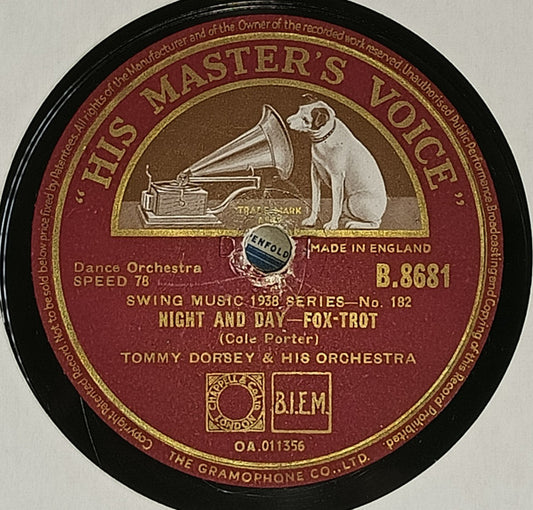 Copyright Patented Record Not to be sold below price fixed by Patentees. All rights of the Manufacturer and of the Owner of the recorded work reserved. Unauthorised Public Performance, Broadcasting and Copying of this Record Prohibited.
"HIS MASTER'S VOICE"
TRADE MARK
ENFOLD
MADE IN ENGLAND
Dance Orchestra
SPEED 78
B.8681
SWING MUSIC 1938 SERIES—No. 182
NIGHT AND DAY—FOX-TROT
(Cole Porter)
TOMMY DORSEY & HIS ORCHESTRA
CHAPPELL & Co LTD
LONDON
B.I.E.M.
OA.011356
THE GRAMOPHONE CO., LTD.